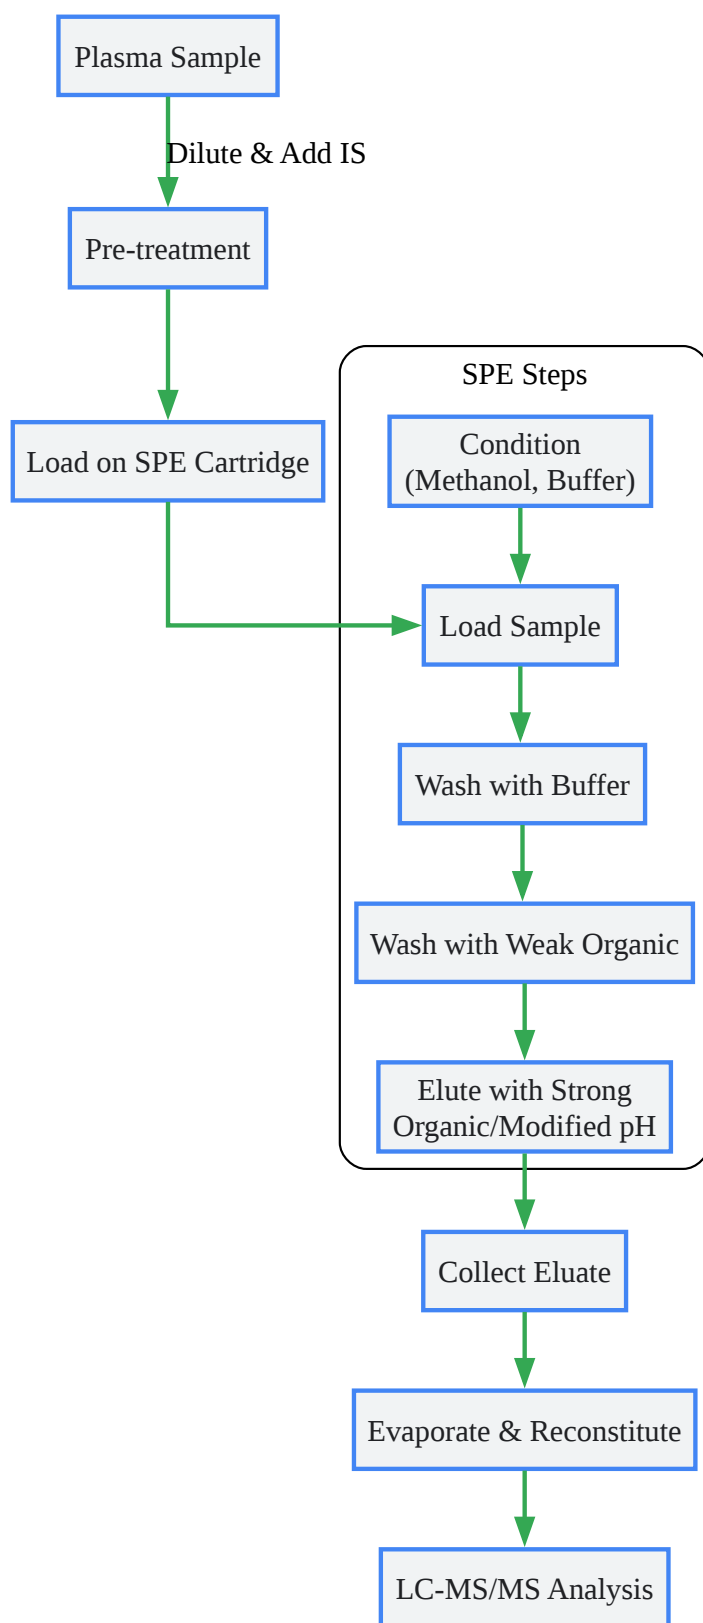 Plasma Sample
Dilute & Add IS
Pre-treatment
Load on SPE Cartridge
SPE Steps
Condition
(Methanol, Buffer)
Load Sample
Wash with Buffer
Wash with Weak Organic
Elute with Strong
Organic/Modified pH
Collect Eluate
Evaporate & Reconstitute
LC-MS/MS Analysis